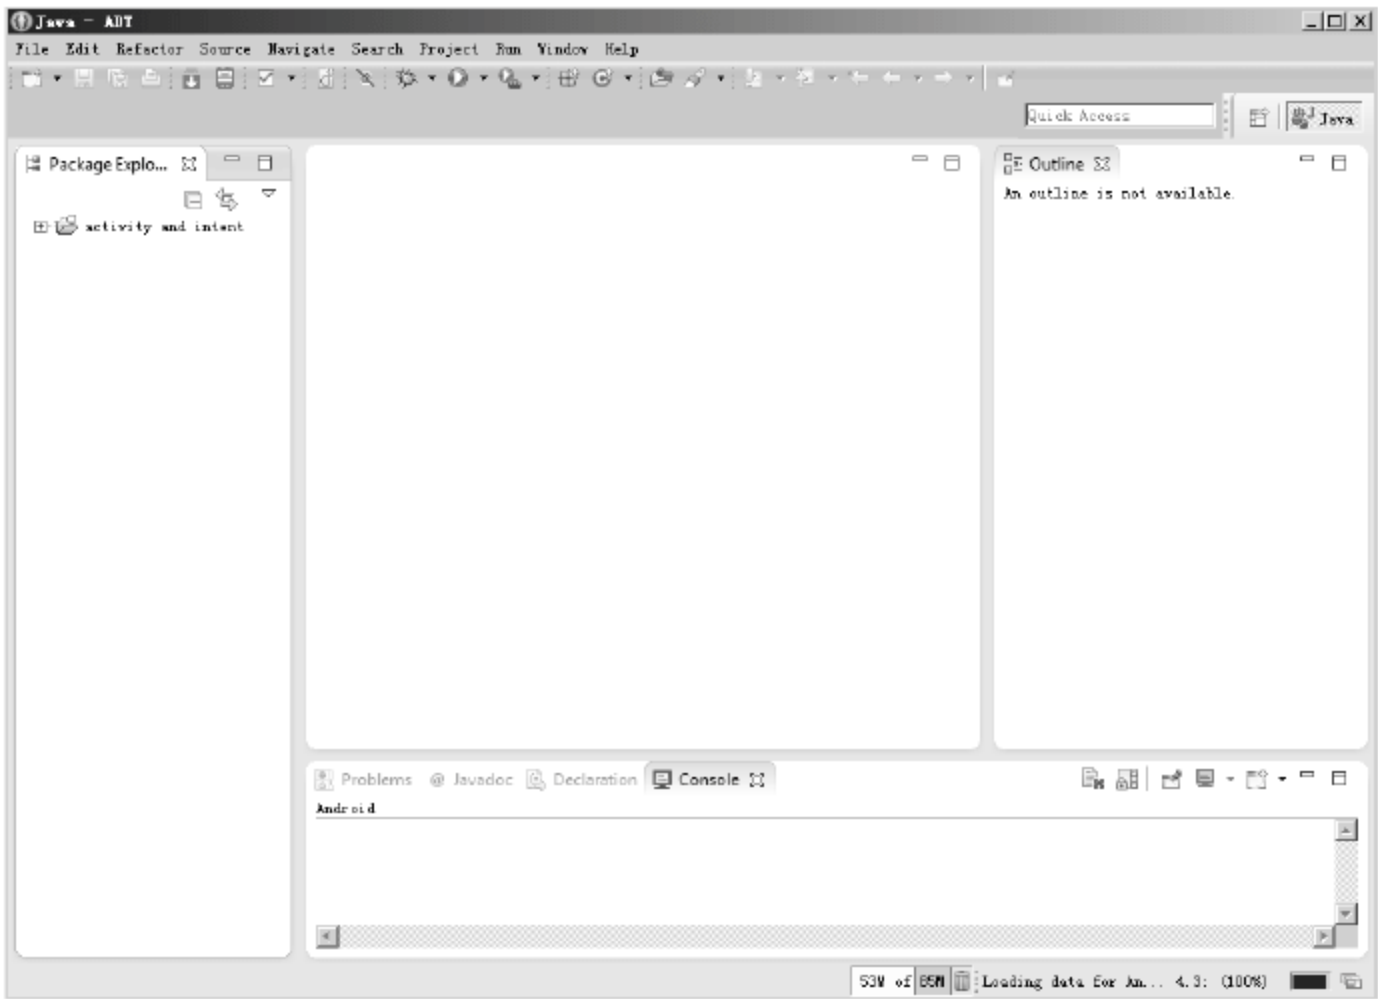 Java - ADT
File Edit Refactor Source Navigate Search Project Run Window Help
Quick Access
Java
Package Explo...
Outline
An outline is not available.
activity and intent
Problems @ Javadoc Declaration Console
Android
53M of 85M Loading data for An... 4.3: (100%)